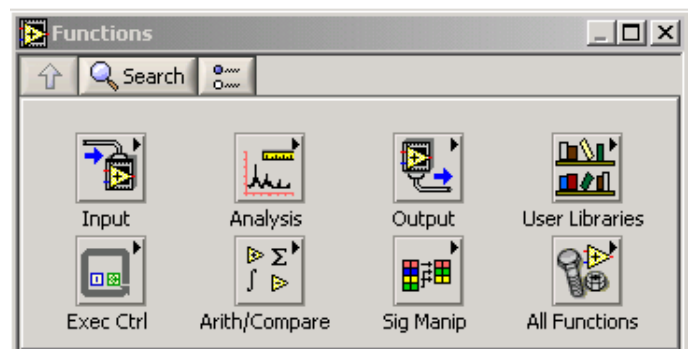 Functions
Search
Input Analysis Output User Libraries
Exec Ctrl Arith/Compare Sig Manip All Functions